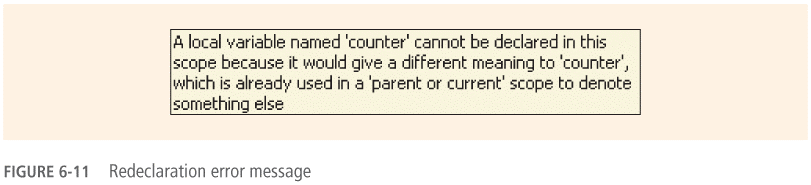 A local variable named 'counter' cannot be declared in this
scope because it would give a different meaning to 'counter',
which is already used in a 'parent or current' scope to denote
something else
FIGURE 6-11 Redeclaration error message